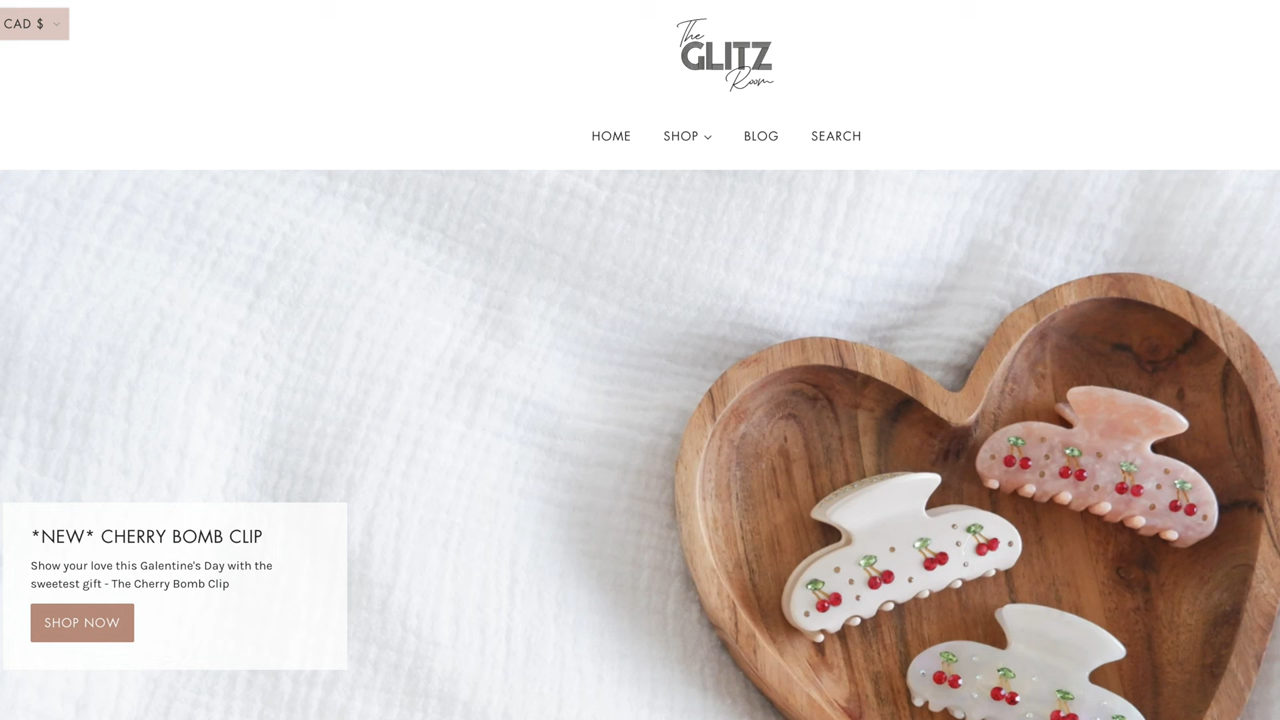 CAD $
The
GLITZ
Room
HOME SHOP BLOG SEARCH
*NEW* CHERRY BOMB CLIP
Show your love this Galentine's Day with the
sweetest gift - The Cherry Bomb Clip
SHOP NOW